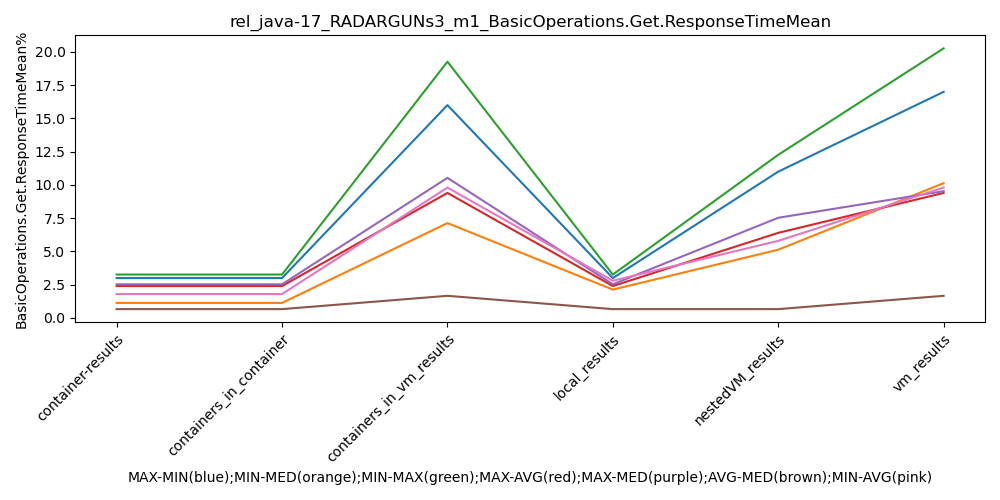 rel_java-17_RADARGUNs3_m1_BasicOperations.Get.ResponseTimeMean
BasicOperations.Get.ResponseTimeMean%
20.0
17.5
15.0
12.5
10.0
7.5
5.0
2.5
0.0
container-results
containers_in_container
containers_in_vm_results
local_results
nestedVM_results
vm_results
MAX-MIN(blue);MIN-MED(orange);MIN-MAX(green);MAX-AVG(red);MAX-MED(purple);AVG-MED(brown);MIN-AVG(pink)